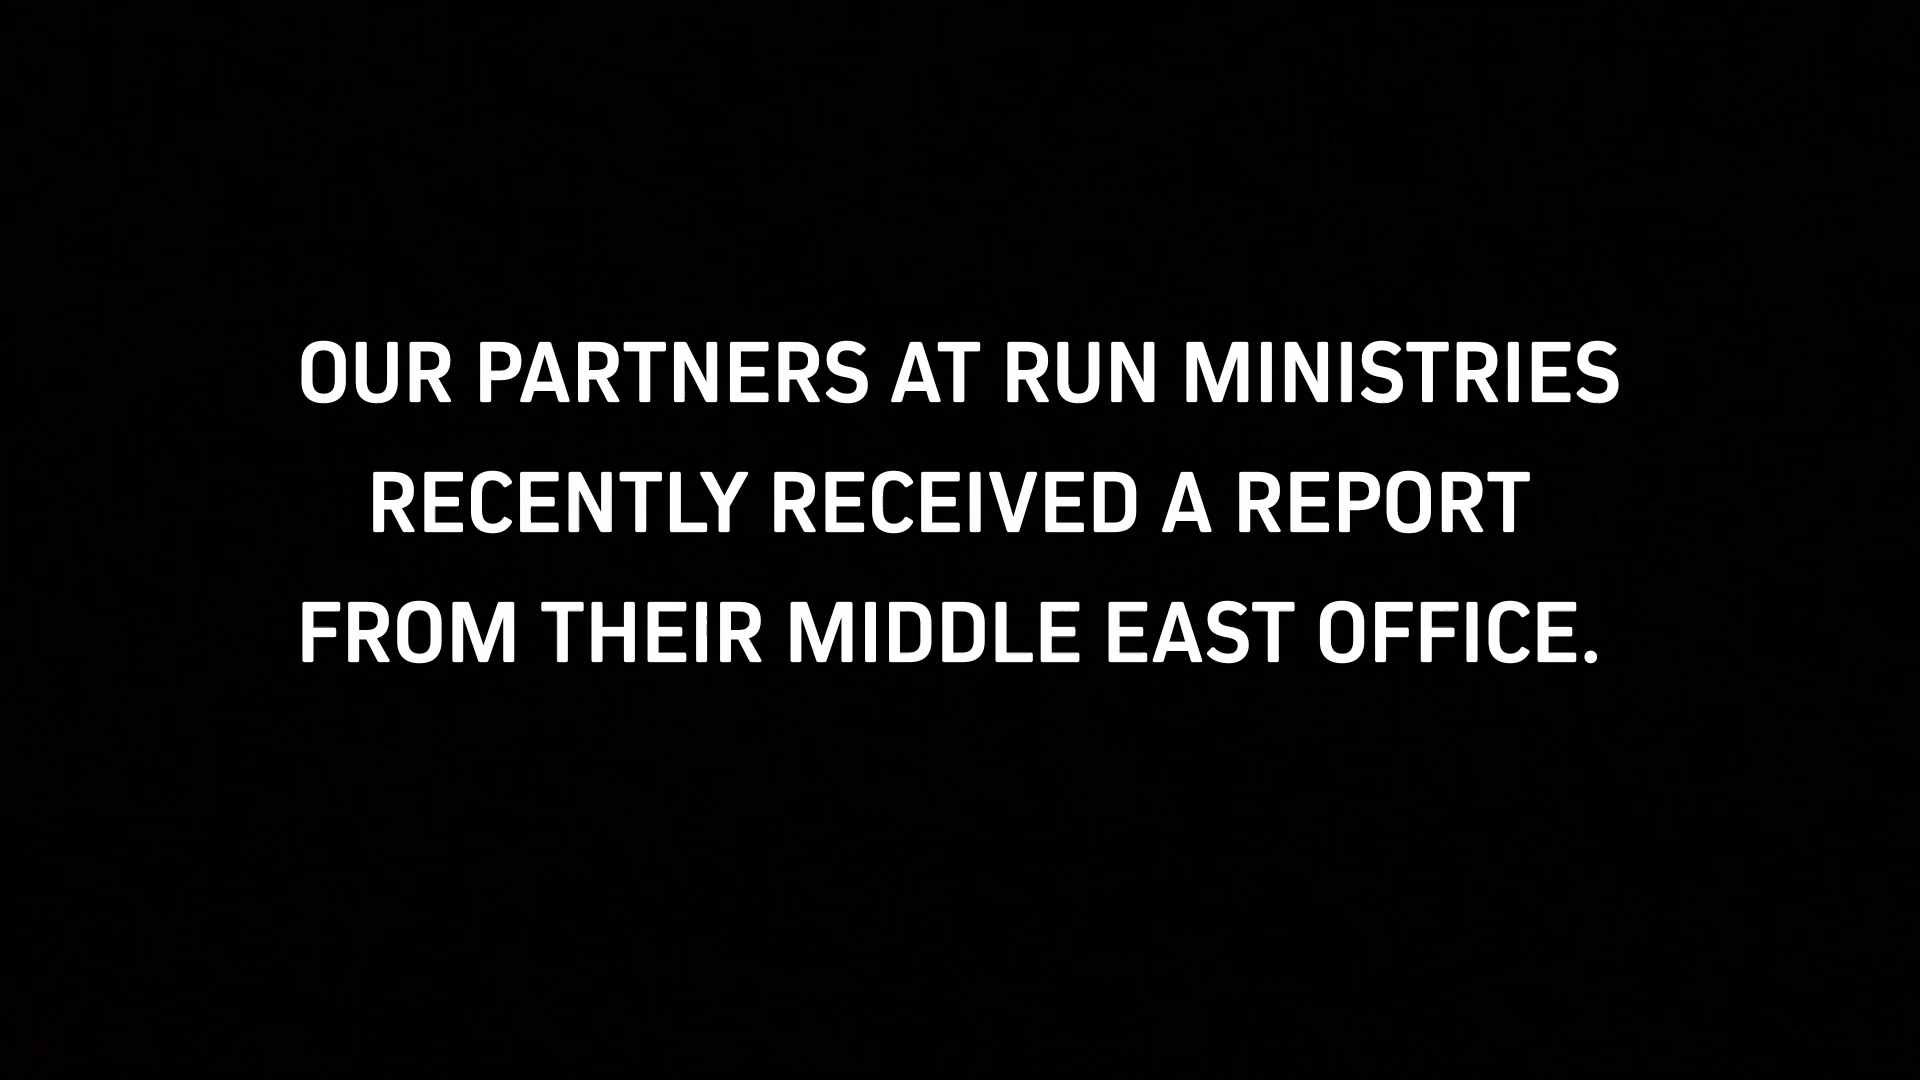 OUR PARTNERS AT RUN MINISTRIES
RECENTLY RECEIVED A REPORT
FROM THEIR MIDDLE EAST OFFICE.